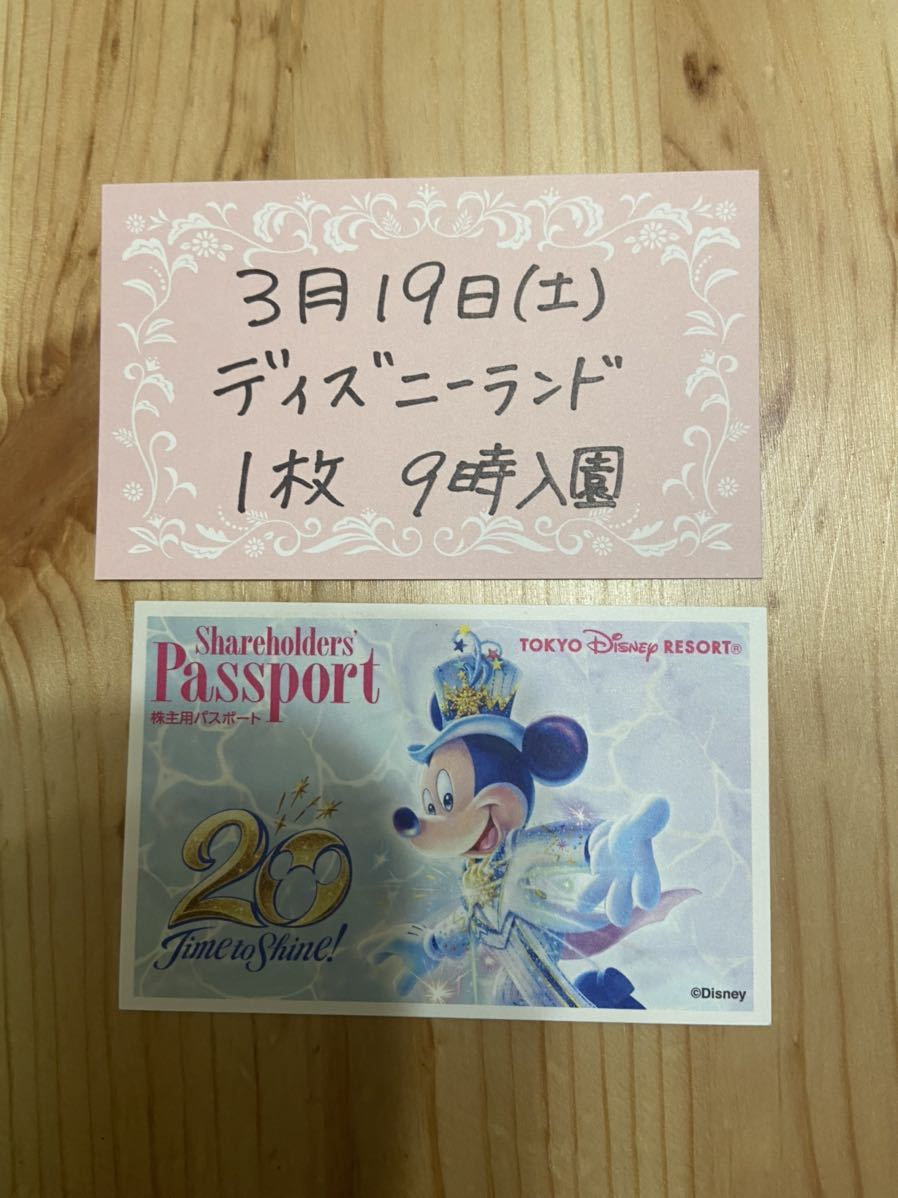 3月19日(土)
ディズニーランド
1枚 9時入園
Shareholders'
Passport
株主用パスポート
TOKYO Disney RESORT®
20
Time to Shine!
©Disney